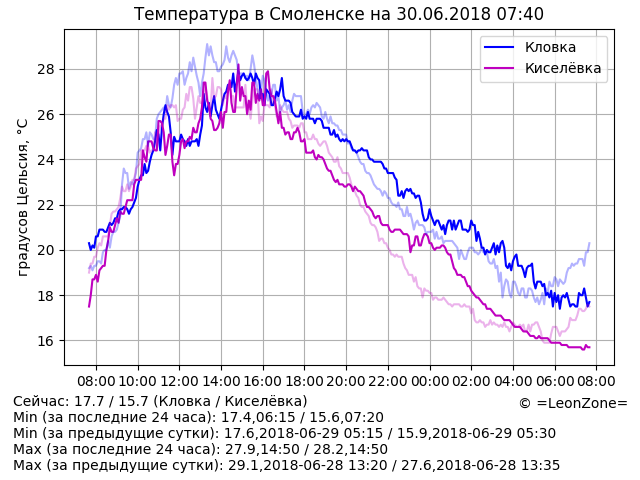 Температура в Смоленске на 30.06.2018 07:40
Кловка
Киселёвка
градусов Цельсия, °C
28
26
24
22
20
18
16
08:00 10:00 12:00 14:00 16:00 18:00 20:00 22:00 00:00 02:00 04:00 06:00 08:00
Сейчас: 17.7 / 15.7 (Кловка / Киселёвка)
© =LeonZone=
Min (за последние 24 часа): 17.4,06:15 / 15.6,07:20
Min (за предыдущие сутки): 17.6,2018-06-29 05:15 / 15.9,2018-06-29 05:30
Max (за последние 24 часа): 27.9,14:50 / 28.2,14:50
Max (за предыдущие сутки): 29.1,2018-06-28 13:20 / 27.6,2018-06-28 13:35